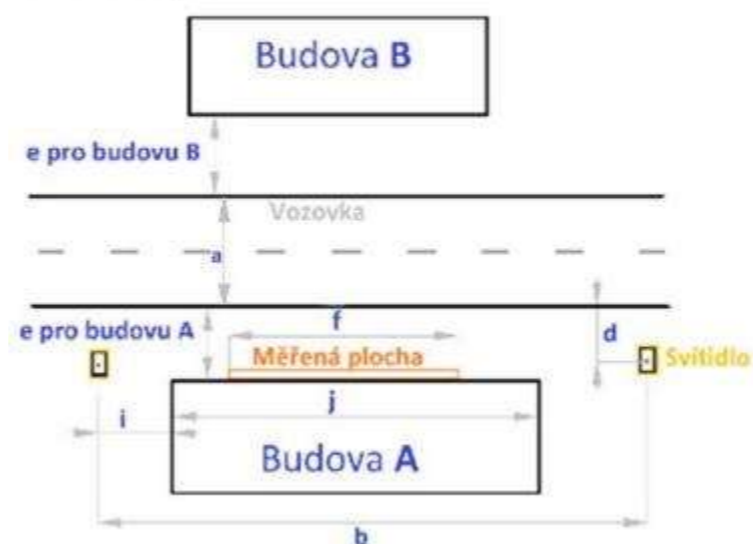 Budova B
e pro budovu B
Vozovka
a
e pro budovu A
f
d
Měřená plocha
Svítidlo
i
j
Budova A
b